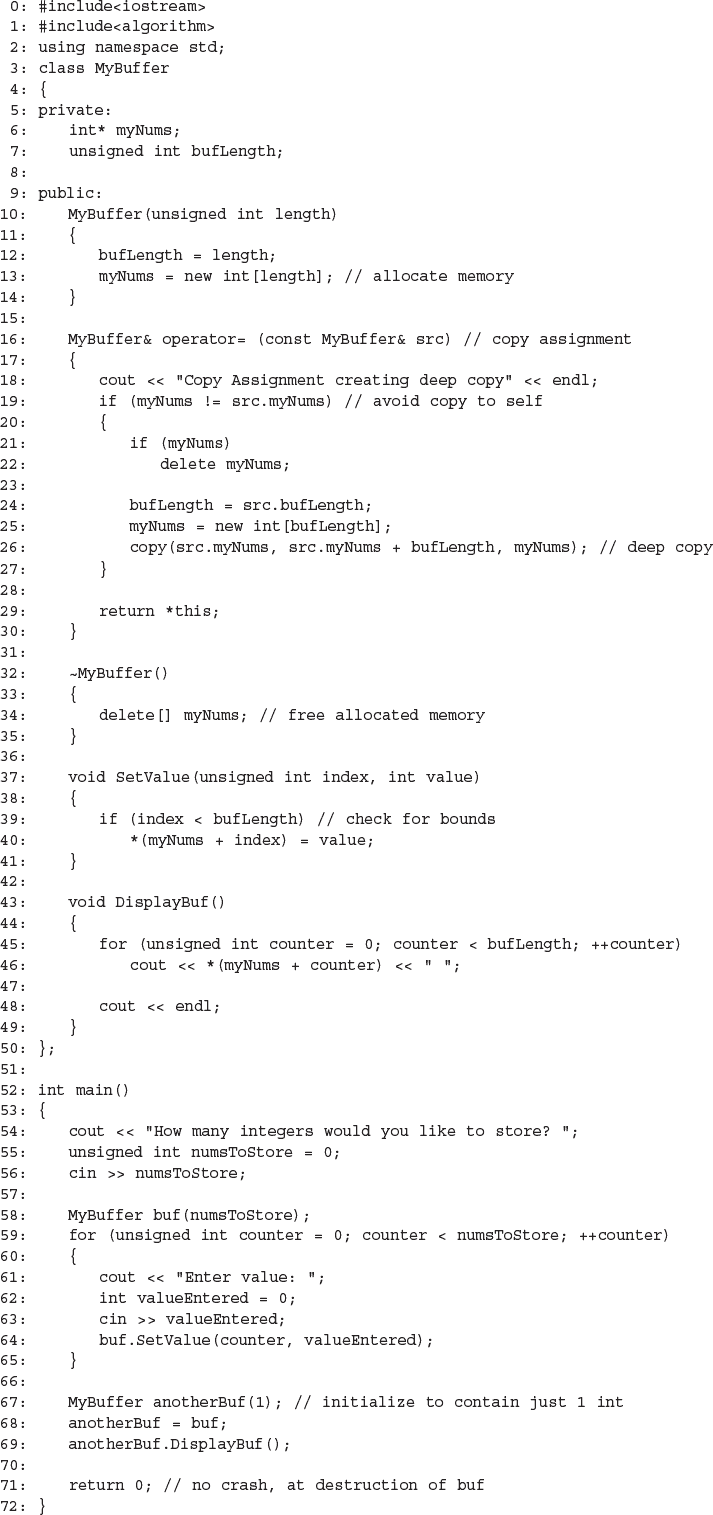 0: #include<iostream>
1: #include<algorithm>
2: using namespace std;
3: class MyBuffer
4: {
5: private:
6:    int* myNums;
7:    unsigned int bufLength;
8:
9: public:
10:    MyBuffer(unsigned int length)
11:    {
12:       bufLength = length;
13:       myNums = new int[length]; // allocate memory
14:    }
15:
16:    MyBuffer& operator= (const MyBuffer& src) // copy assignment
17:    {
18:       cout << "Copy Assignment creating deep copy" << endl;
19:       if (myNums != src.myNums) // avoid copy to self
20:       {
21:          if (myNums)
22:             delete myNums;
23:
24:          bufLength = src.bufLength;
25:          myNums = new int[bufLength];
26:          copy(src.myNums, src.myNums + bufLength, myNums); // deep copy
27:       }
28:
29:       return *this;
30:    }
31:
32:    ~MyBuffer()
33:    {
34:       delete[] myNums; // free allocated memory
35:    }
36:
37:    void SetValue(unsigned int index, int value)
38:    {
39:       if (index < bufLength) // check for bounds
40:          *(myNums + index) = value;
41:    }
42:
43:    void DisplayBuf()
44:    {
45:       for (unsigned int counter = 0; counter < bufLength; ++counter)
46:          cout << *(myNums + counter) << " ";
47:
48:       cout << endl;
49:    }
50: };
51:
52: int main()
53: {
54:    cout << "How many integers would you like to store? ";
55:    unsigned int numsToStore = 0;
56:    cin >> numsToStore;
57:
58:    MyBuffer buf(numsToStore);
59:    for (unsigned int counter = 0; counter < numsToStore; ++counter)
60:    {
61:       cout << "Enter value: ";
62:       int valueEntered = 0;
63:       cin >> valueEntered;
64:       buf.SetValue(counter, valueEntered);
65:    }
66:
67:    MyBuffer anotherBuf(1); // initialize to contain just 1 int
68:    anotherBuf = buf;
69:    anotherBuf.DisplayBuf();
70:
71:    return 0; // no crash, at destruction of buf
72: }